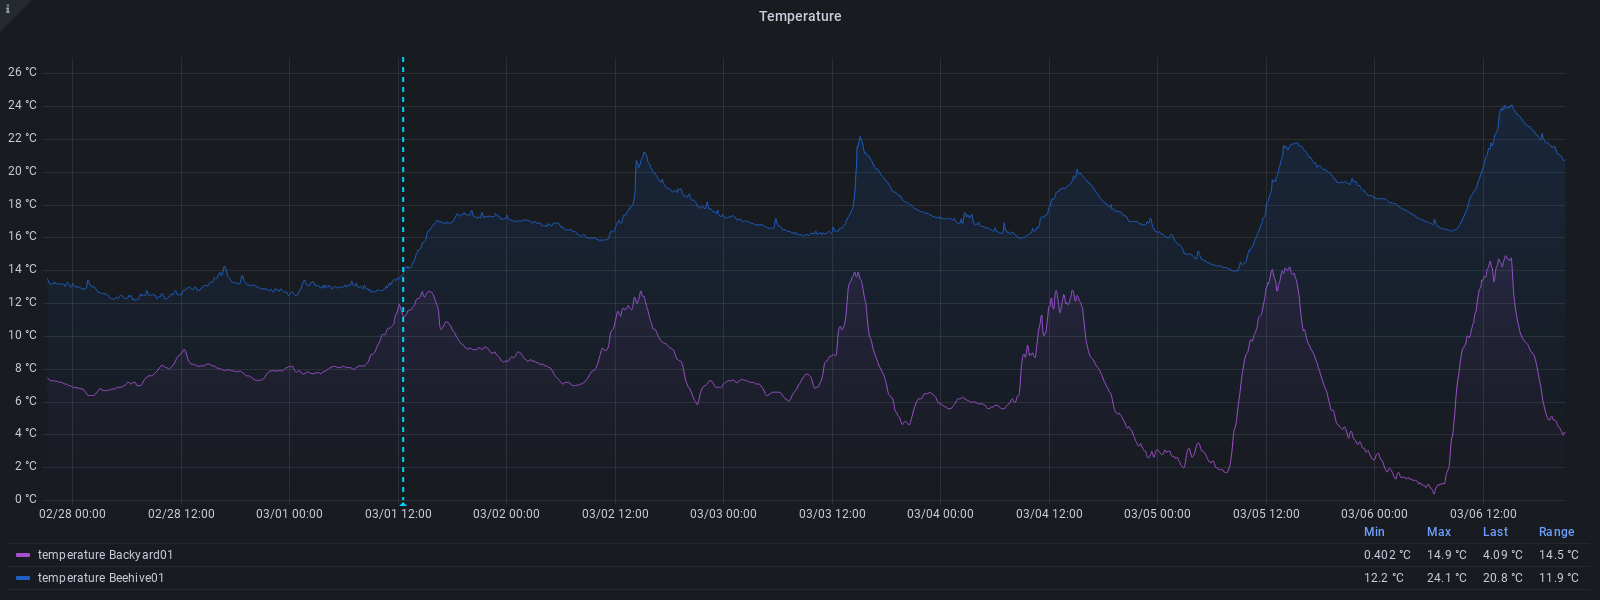 i
Temperature
26 °C
24 °C
22 °C
20 °C
18 °C
16 °C
14 °C
12 °C
10 °C
8 °C
6 °C
4 °C
2 °C
0 °C
02/28 00:00 02/28 12:00 03/01 00:00 03/01 12:00 03/02 00:00 03/02 12:00 03/03 00:00 03/03 12:00 03/04 00:00 03/04 12:00 03/05 00:00 03/05 12:00 03/06 00:00 03/06 12:00
Min Max Last Range
temperature Backyard01 0.402 °C 14.9 °C 4.09 °C 14.5 °C
temperature Beehive01 12.2 °C 24.1 °C 20.8 °C 11.9 °C